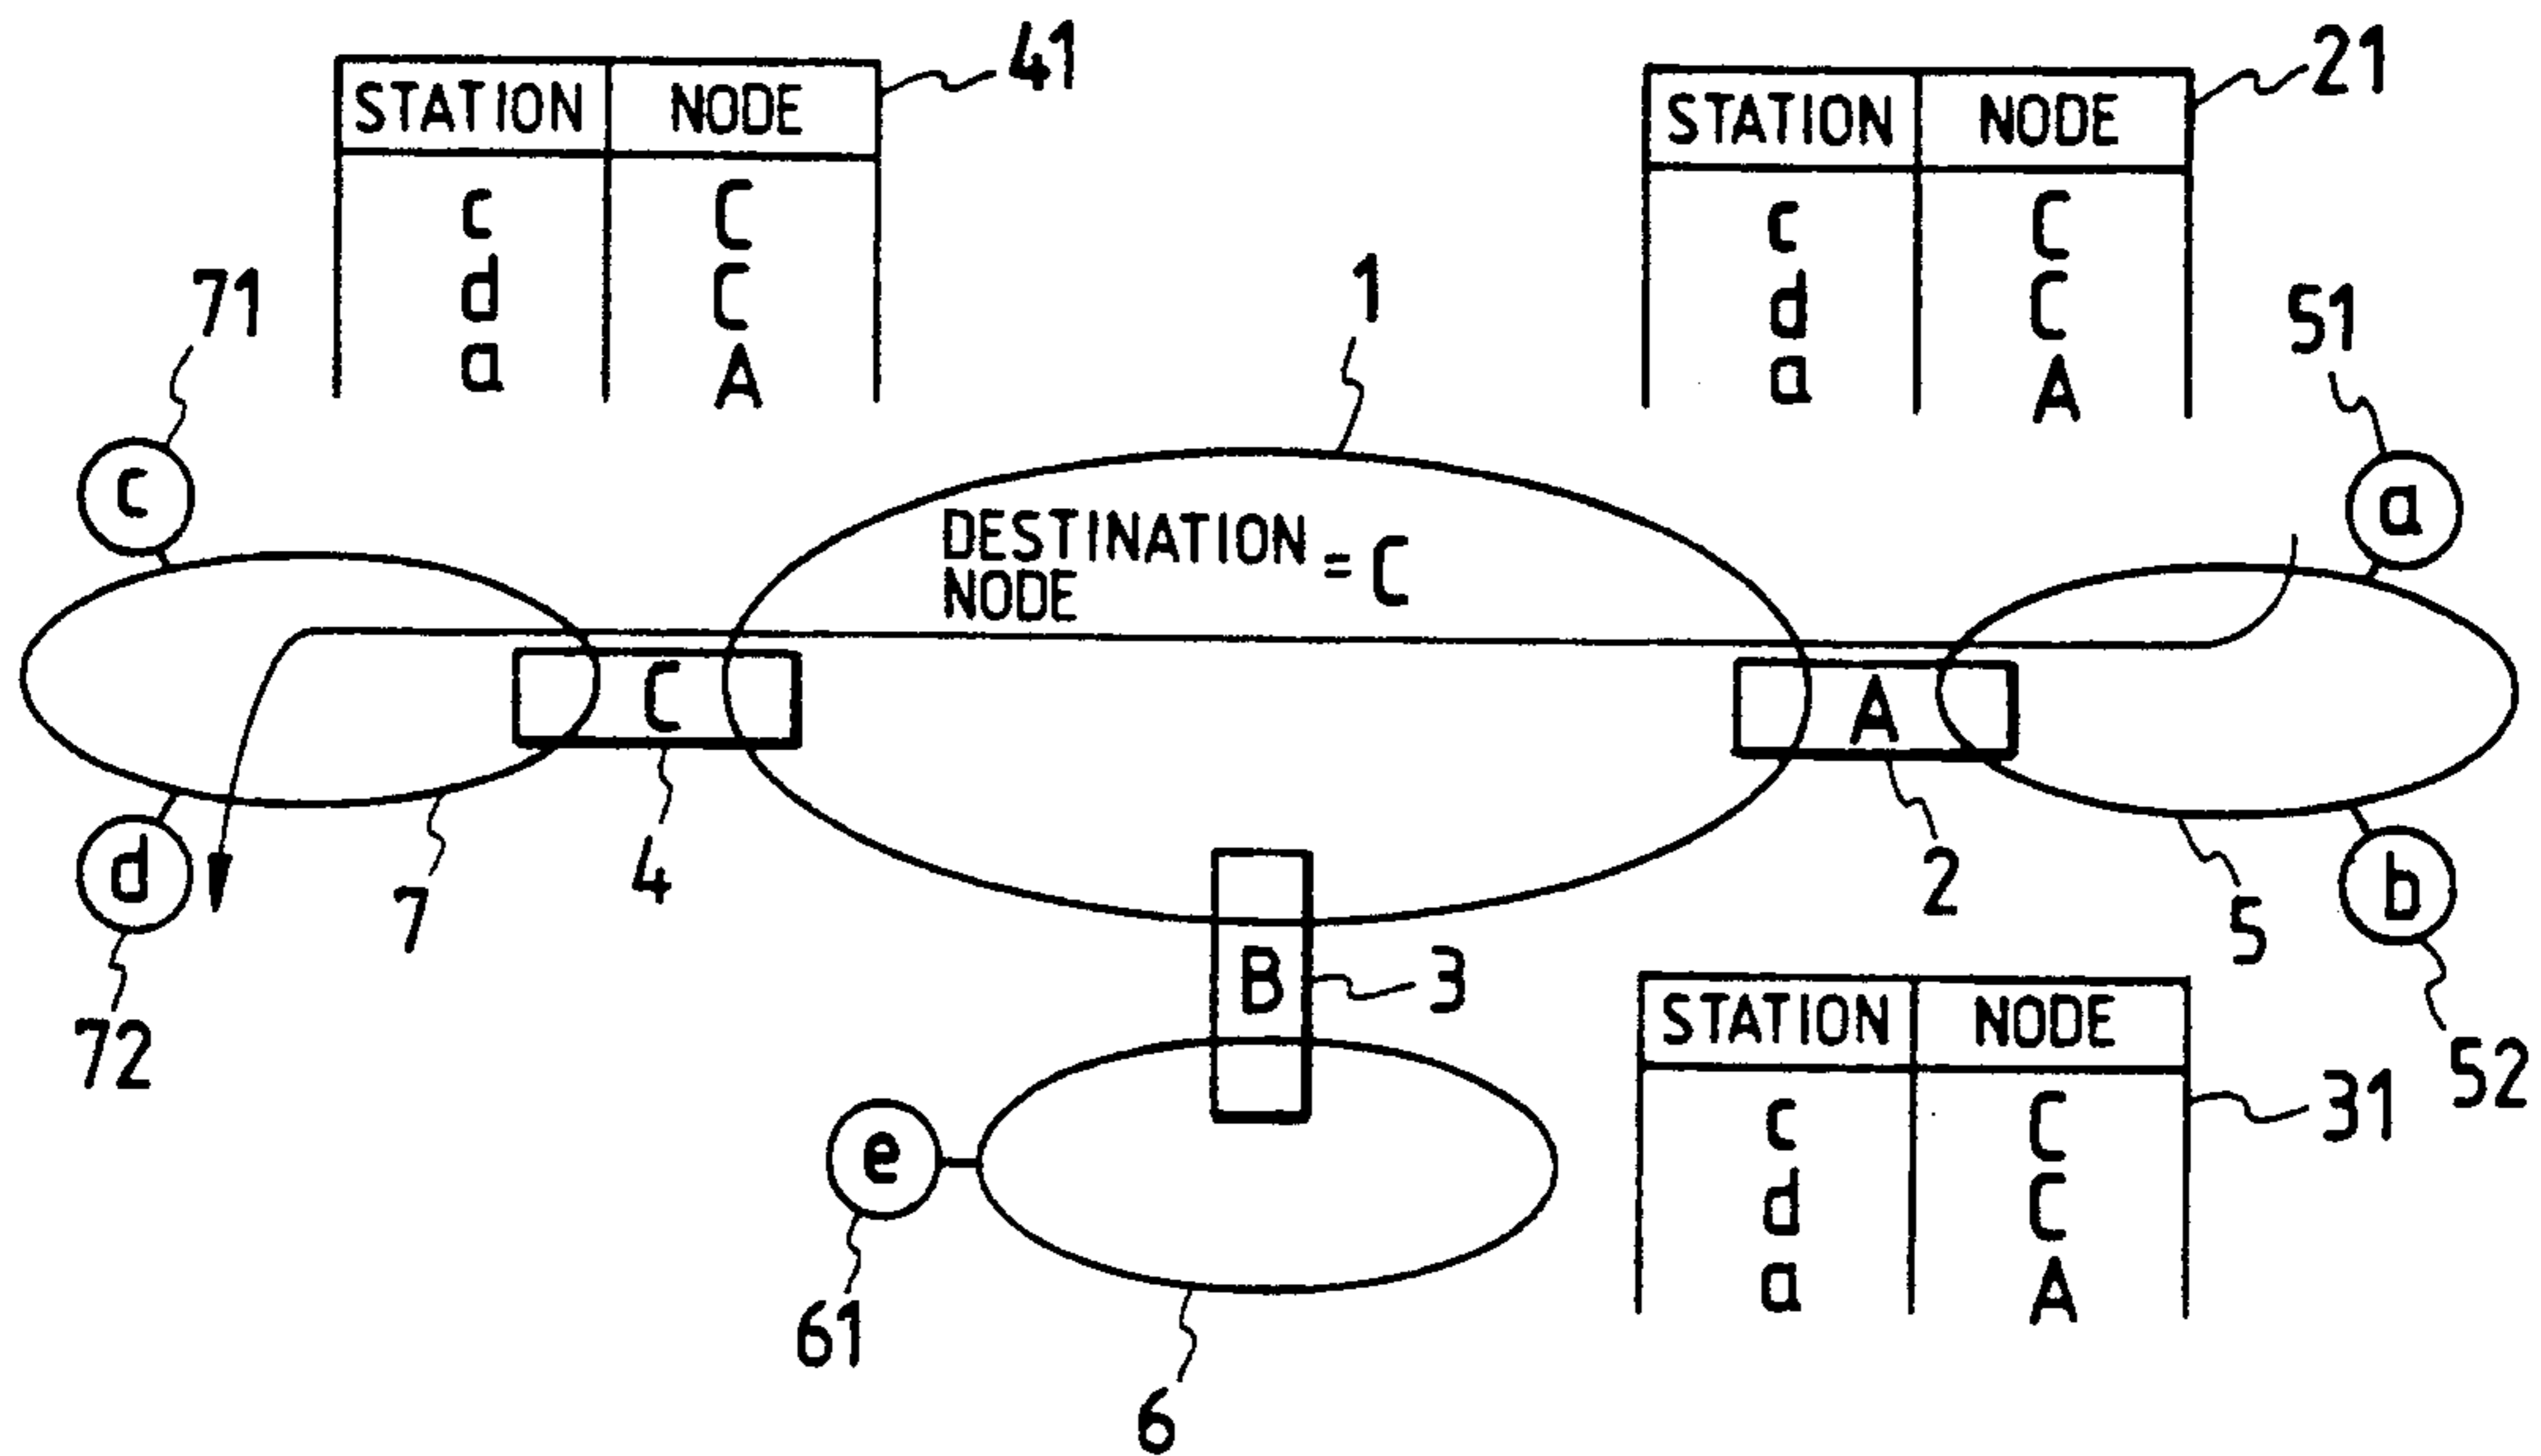 41
STATION NODE
c C
d C
a A
21
STATION NODE
c C
d C
a A
71
1
51
c
a
DESTINATION
NODE = C
C
A
d
7
4
2
5
b
72
B
3
52
STATION NODE
c C
d C
a A
31
e
61
6